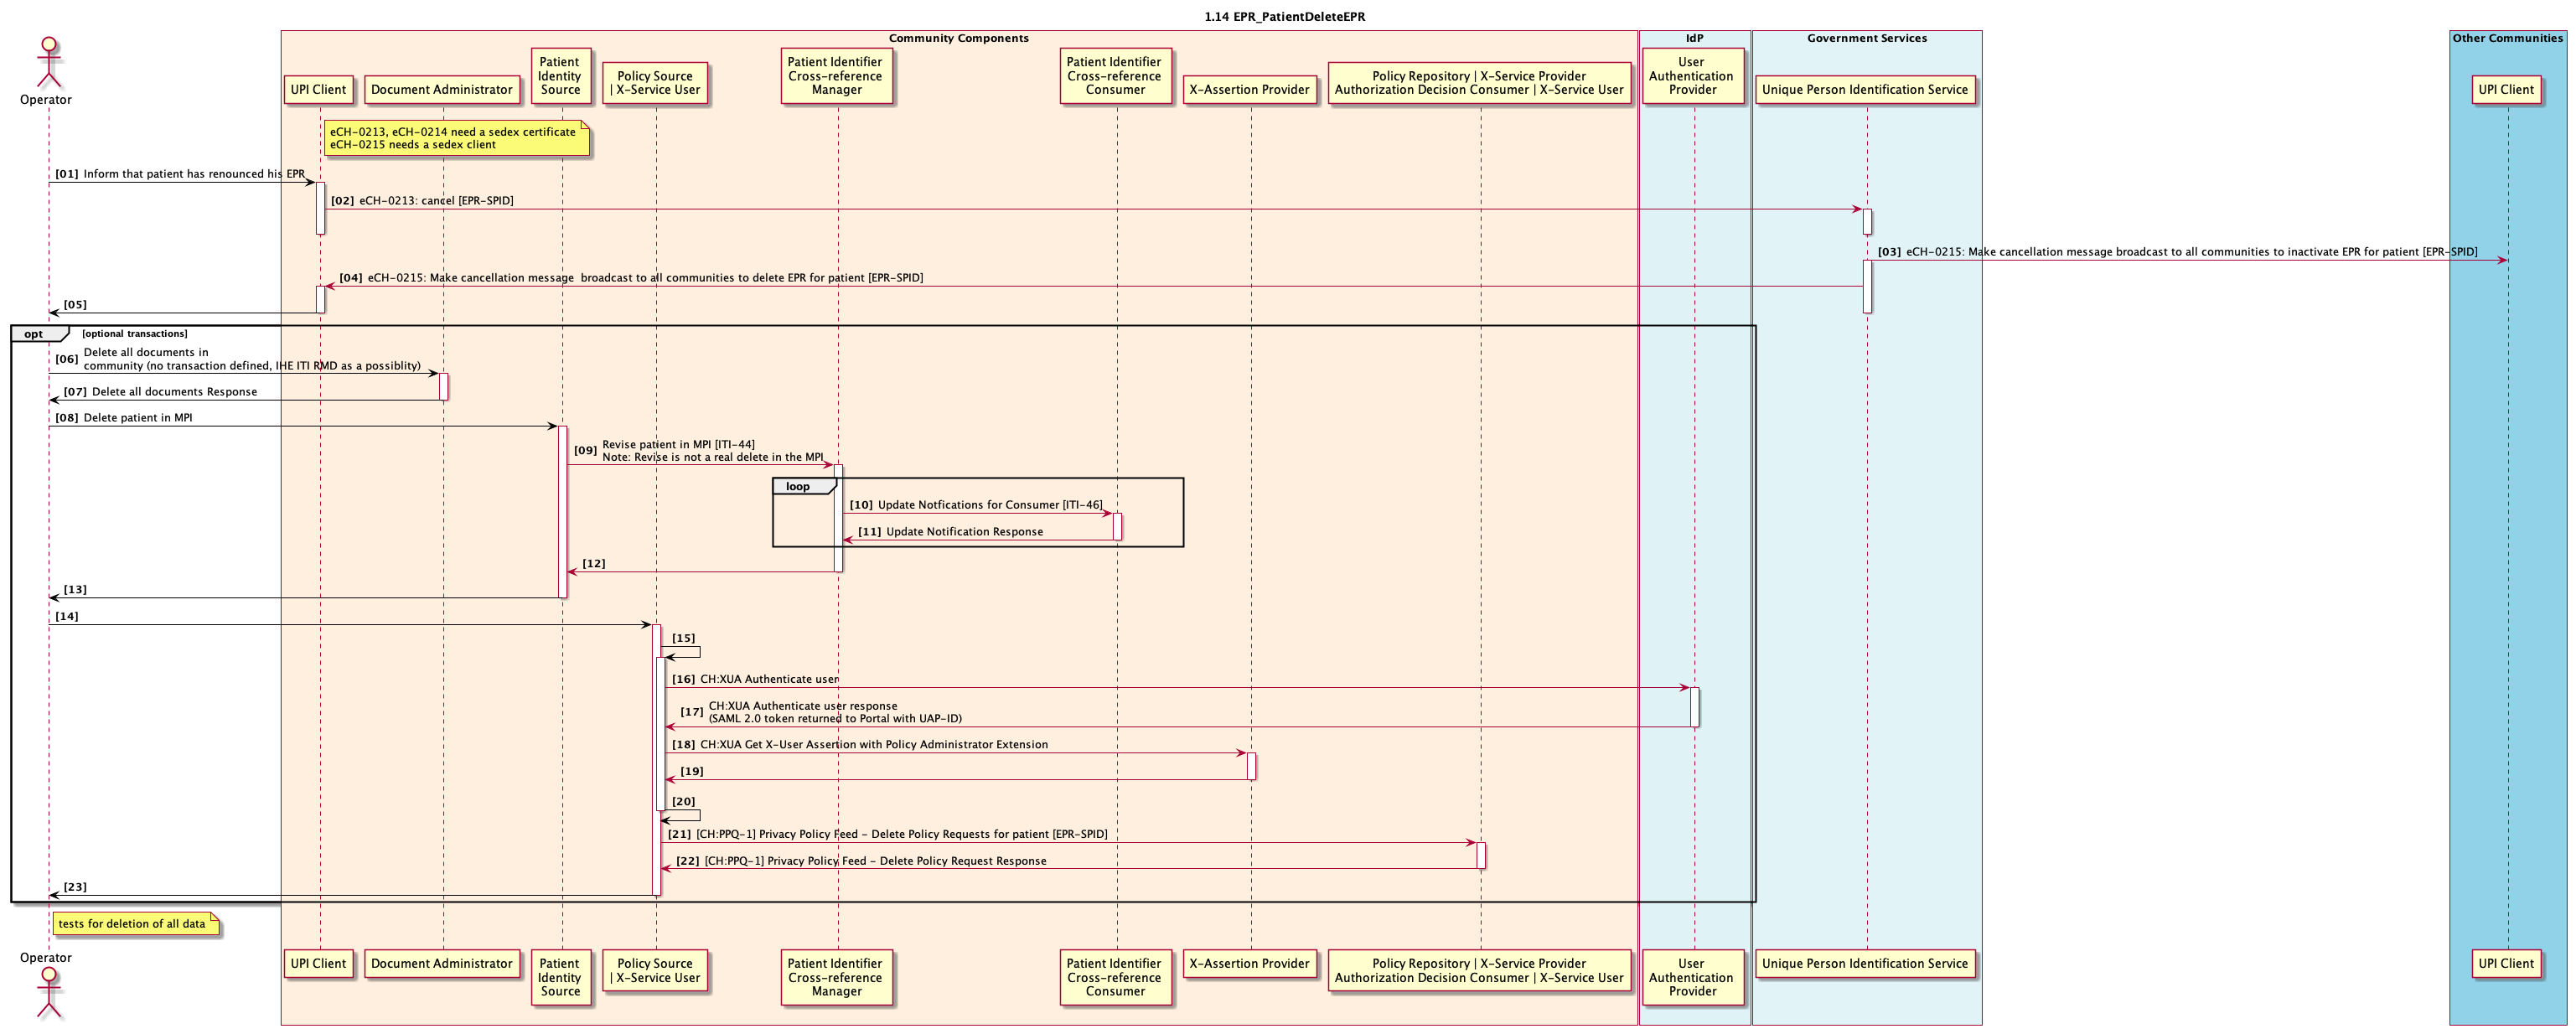 1.14 EPR_PatientDeleteEPR
Community Components
IdP
Government Services
Other Communities
Operator
UPI Client
Document Administrator
Patient
Identity
Source
Policy Source
| X-Service User
Patient Identifier
Cross-reference
Manager
Patient Identifier
Cross-reference
Consumer
X-Assertion Provider
Policy Repository | X-Service Provider
Authorization Decision Consumer | X-Service User
User
Authentication
Provider
Unique Person Identification Service
UPI Client
eCH-0213, eCH-0214 need a sedex certificate
eCH-0215 needs a sedex client
[01] Inform that patient has renounced his EPR
[02] eCH-0213: cancel [EPR-SPID]
[03] eCH-0215: Make cancellation message broadcast to all communities to inactivate EPR for patient [EPR-SPID]
[04] eCH-0215: Make cancellation message  broadcast to all communities to delete EPR for patient [EPR-SPID]
[05]
opt [optional transactions]
[06] Delete all documents in
community (no transaction defined, IHE ITI RMD as a possiblity)
[07] Delete all documents Response
[08] Delete patient in MPI
[09] Revise patient in MPI [ITI-44]
Note: Revise is not a real delete in the MPI
loop
[10] Update Notfications for Consumer [ITI-46]
[11] Update Notification Response
[12]
[13]
[14]
[15]
[16] CH:XUA Authenticate user
[17] CH:XUA Authenticate user response
(SAML 2.0 token returned to Portal with UAP-ID)
[18] CH:XUA Get X-User Assertion with Policy Administrator Extension
[19]
[20]
[21] [CH:PPQ-1] Privacy Policy Feed - Delete Policy Requests for patient [EPR-SPID]
[22] [CH:PPQ-1] Privacy Policy Feed - Delete Policy Request Response
[23]
tests for deletion of all data
Operator
UPI Client
Document Administrator
Patient
Identity
Source
Policy Source
| X-Service User
Patient Identifier
Cross-reference
Manager
Patient Identifier
Cross-reference
Consumer
X-Assertion Provider
Policy Repository | X-Service Provider
Authorization Decision Consumer | X-Service User
User
Authentication
Provider
Unique Person Identification Service
UPI Client